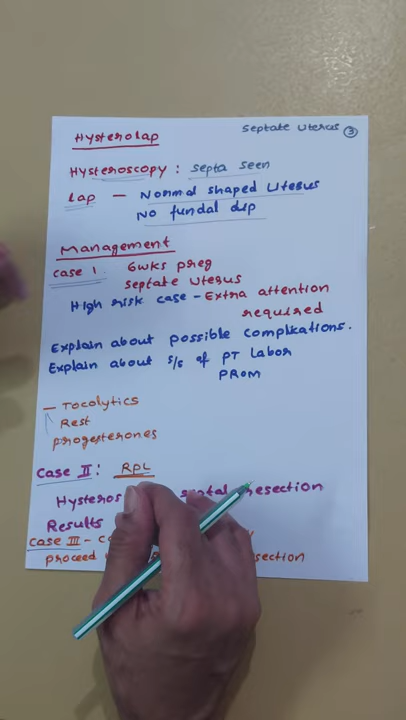 Septate Uterus ③
Hysterolap
Hysteroscopy : Septa seen
Lap — Normal shaped Uterus
No fundal dip
Management
Case 1. 6wks preg
Septate Uterus
High risk case - Extra attention
required
Explain about possible complications.
Explain about s/s of PT Labor
PROM
— Tocolytics
Rest
progesterones
Case II : RPL
septal resection
Results
Case III -
proceed